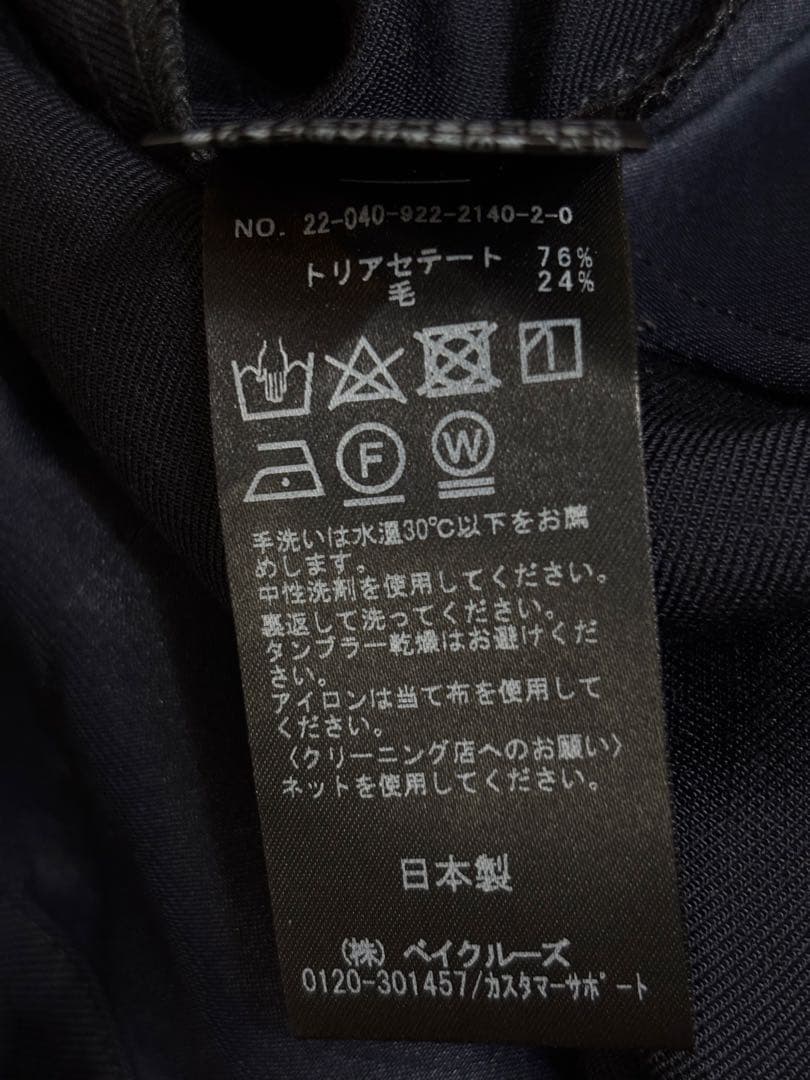 NO. 22-040-922-2140-2-0
トリアセテート 76%
毛 24%
F W
手洗いは水温30℃以下をお薦
めします。
中性洗剤を使用してください。
裏返して洗ってください。
タンブラー乾燥はお避けくだ
さい。
アイロンは当て布を使用して
ください。
〈クリーニング店へのお願い〉
ネットを使用してください。
日本製
(株) ベイクルーズ
0120-301457/カスタマーサポート